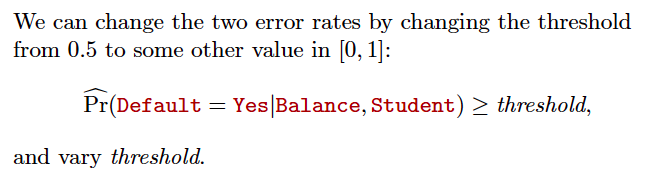 We can change the two error rates by changing the threshold
from 0.5 to some other value in [0, 1]:
P̂r(Default = Yes|Balance, Student) ≥ threshold,
and vary threshold.